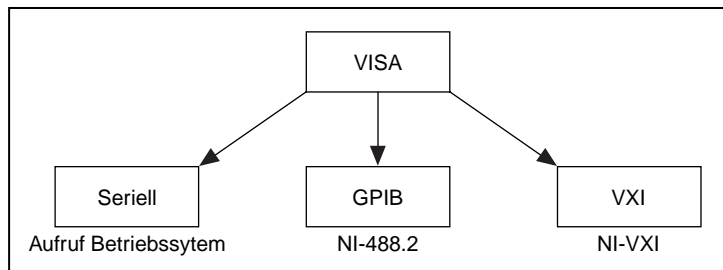 VISA
Seriell
GPIB
VXI
Aufruf Betriebssytem
NI-488.2
NI-VXI